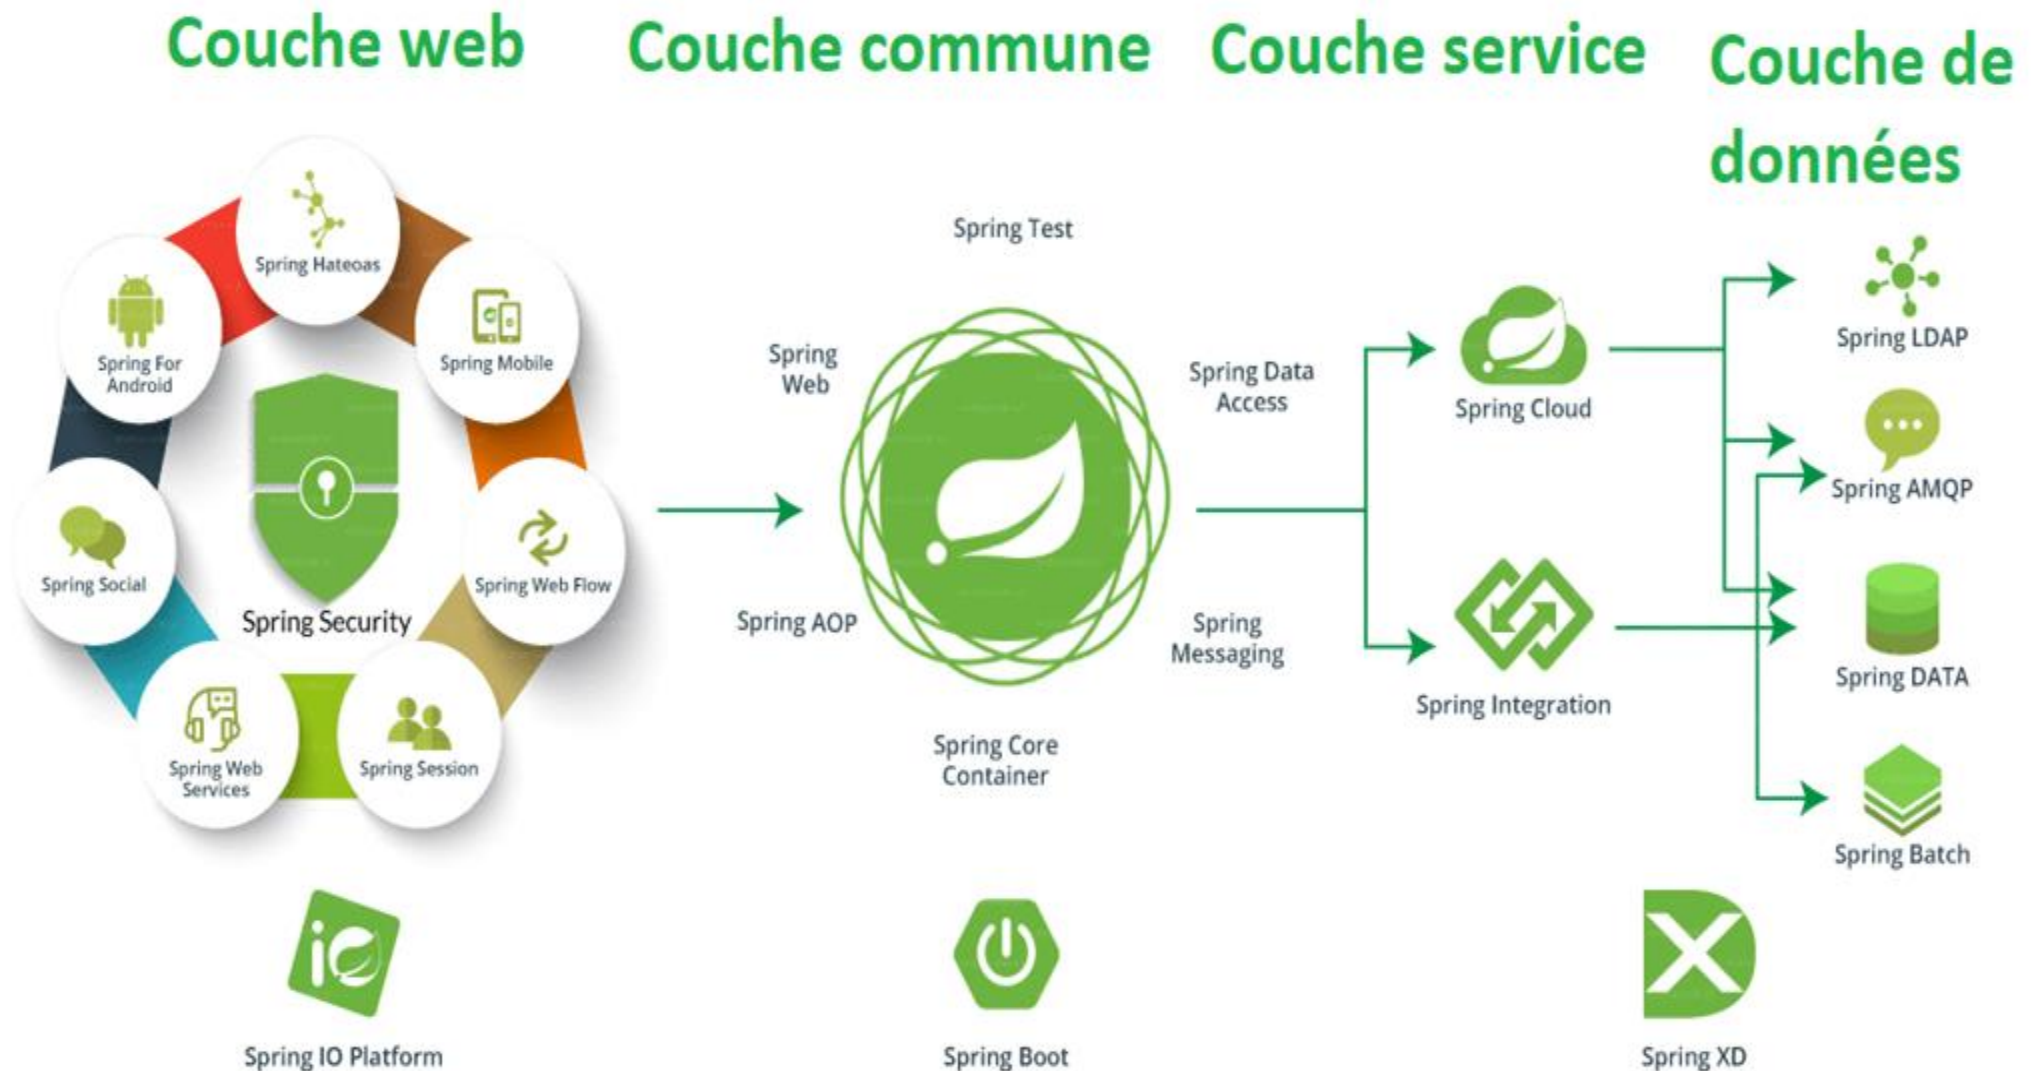 Couche web
Couche commune
Couche service
Couche de
données
Spring Hateoas
Spring For
Android
Spring Mobile
Spring Social
Spring Security
Spring Web Flow
Spring Web
Services
Spring Session
Spring Test
Spring
Web
Spring Data
Access
Spring AOP
Spring
Messaging
Spring Core
Container
Spring Cloud
Spring Integration
Spring LDAP
Spring AMQP
Spring DATA
Spring Batch
io
Spring IO Platform
Spring Boot
X
Spring XD